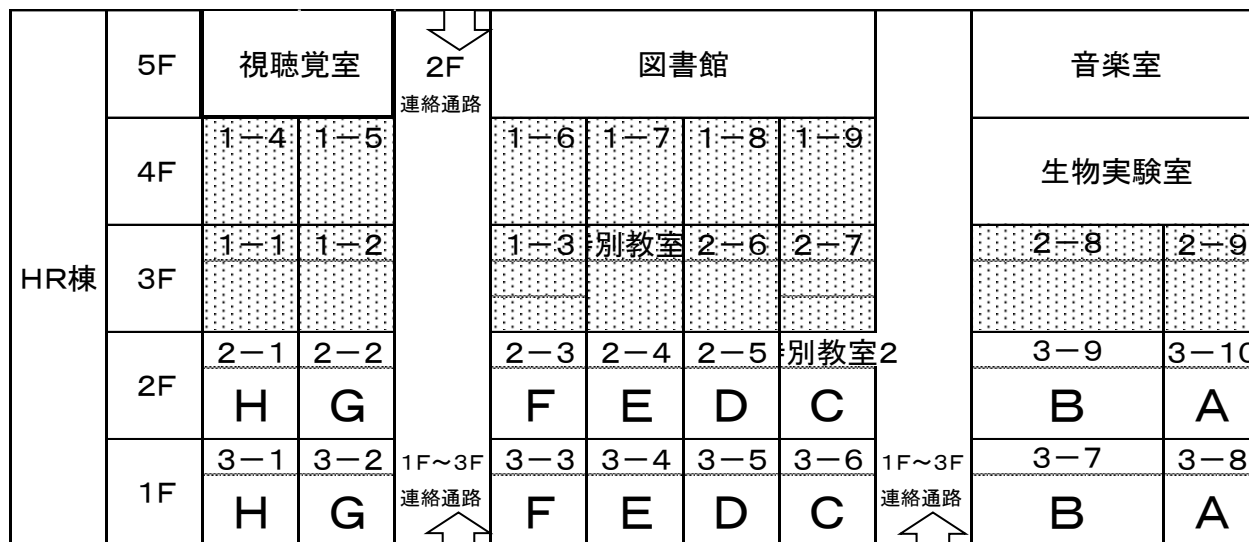 5F 視聴覚室 2F 図書館 音楽室
連絡通路
1－4 1－5 1－6 1－7 1－8 1－9
4F 生物実験室
1－1 1－2 1－3 別教室 2－6 2－7 2－8 2－9
HR棟 3F
2－1 2－2 2－3 2－4 2－5 別教室2 3－9 3－10
2F H G F E D C B A
3－1 3－2 1F～3F 3－3 3－4 3－5 3－6 1F～3F 3－7 3－8
1F H G 連絡通路 F E D C 連絡通路 B A